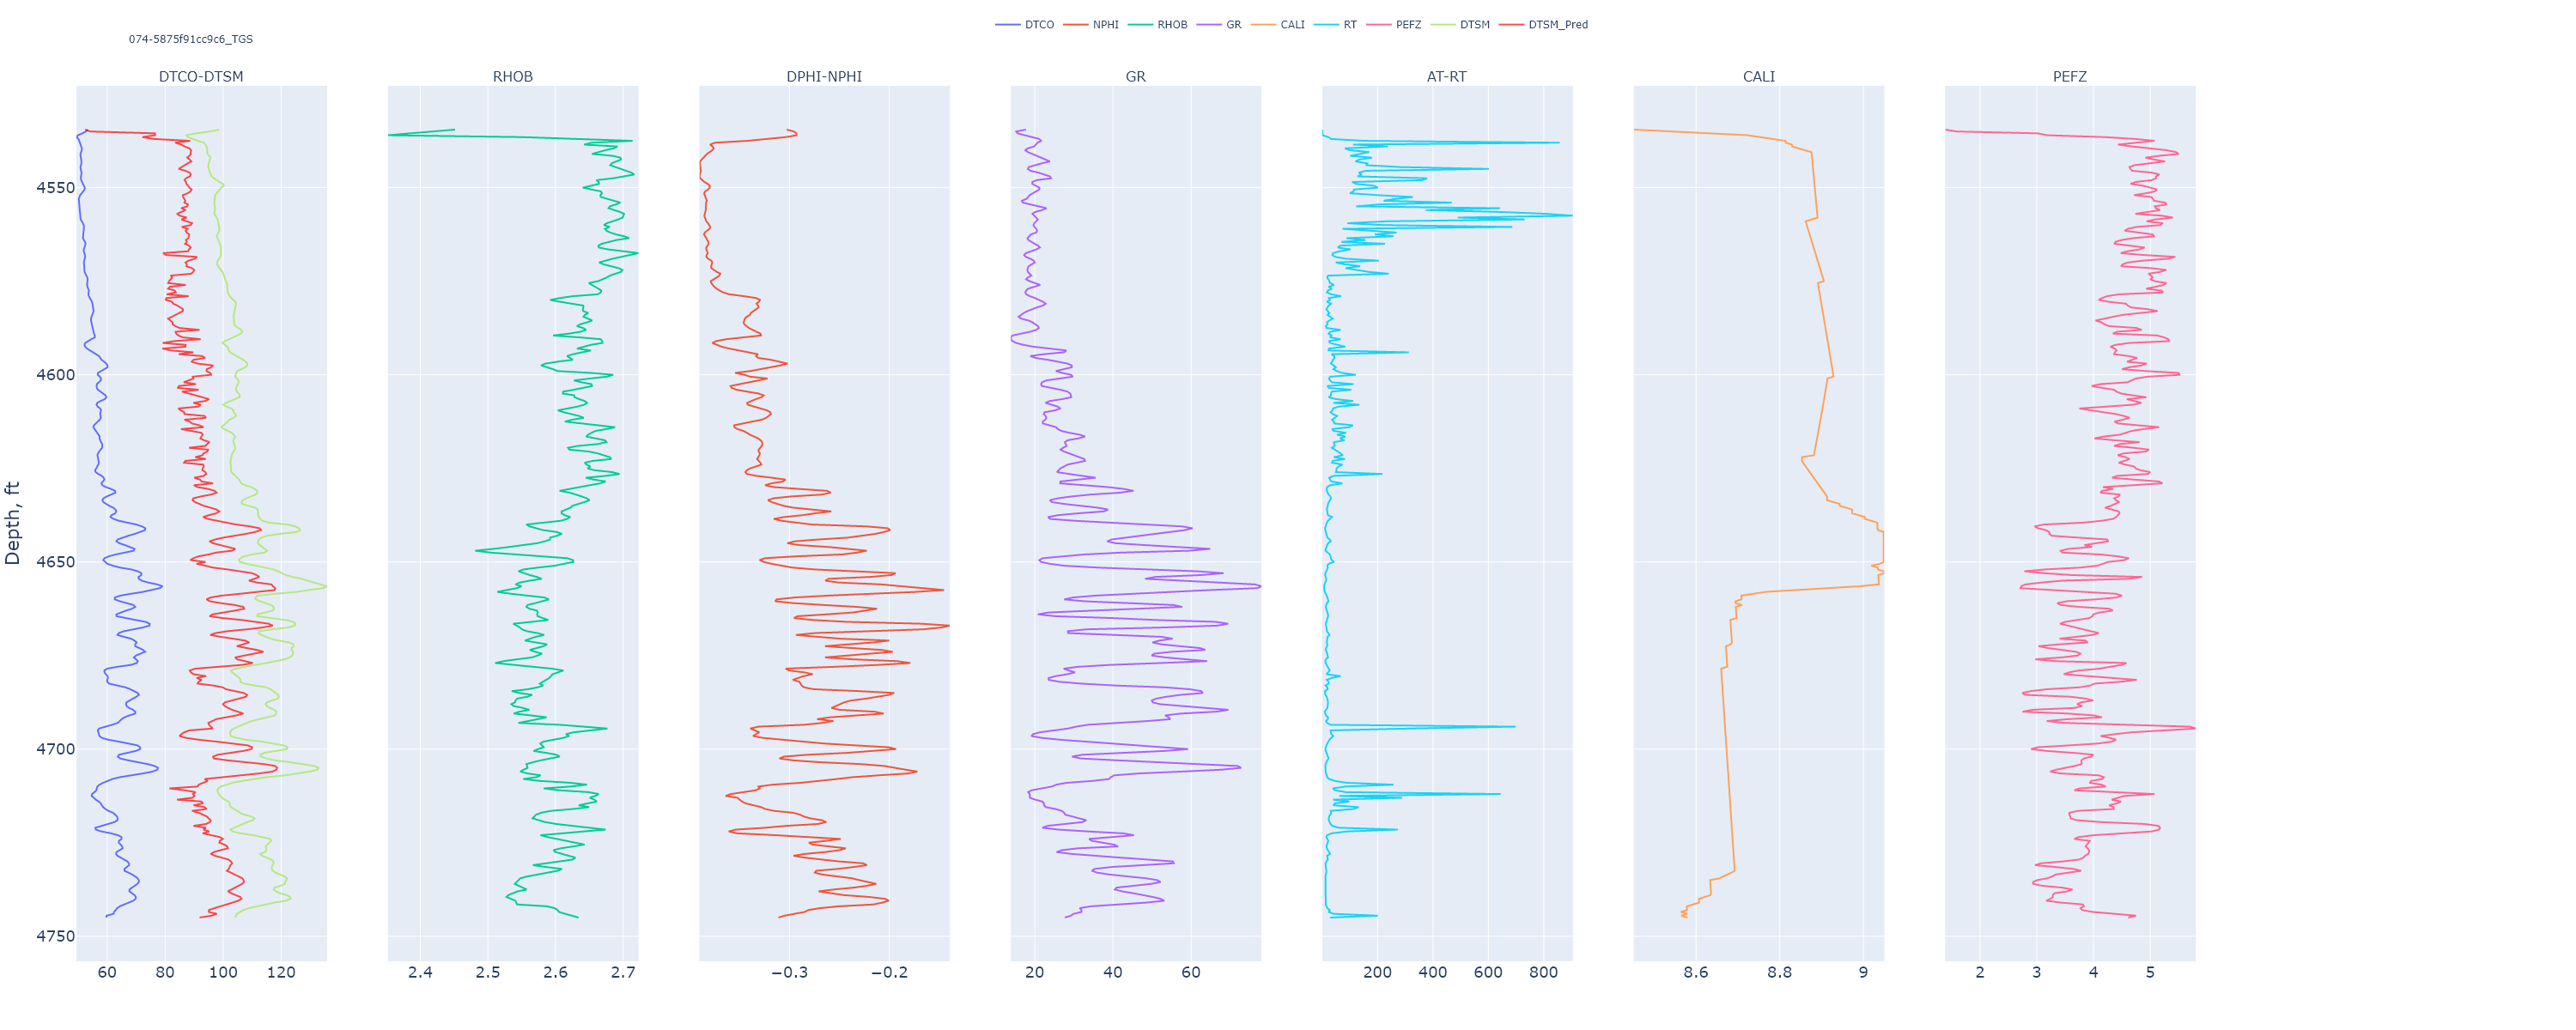 DTCO NPHI RHOB GR CALI RT PEFZ DTSM DTSM_Pred
074-5875f91cc9c6_TGS
DTCO-DTSM RHOB DPHI-NPHI GR AT-RT CALI PEFZ
Depth, ft
4550
4600
4650
4700
4750
60 80 100 120 2.4 2.5 2.6 2.7 −0.3 −0.2 20 40 60 200 400 600 800 8.6 8.8 9 2 3 4 5